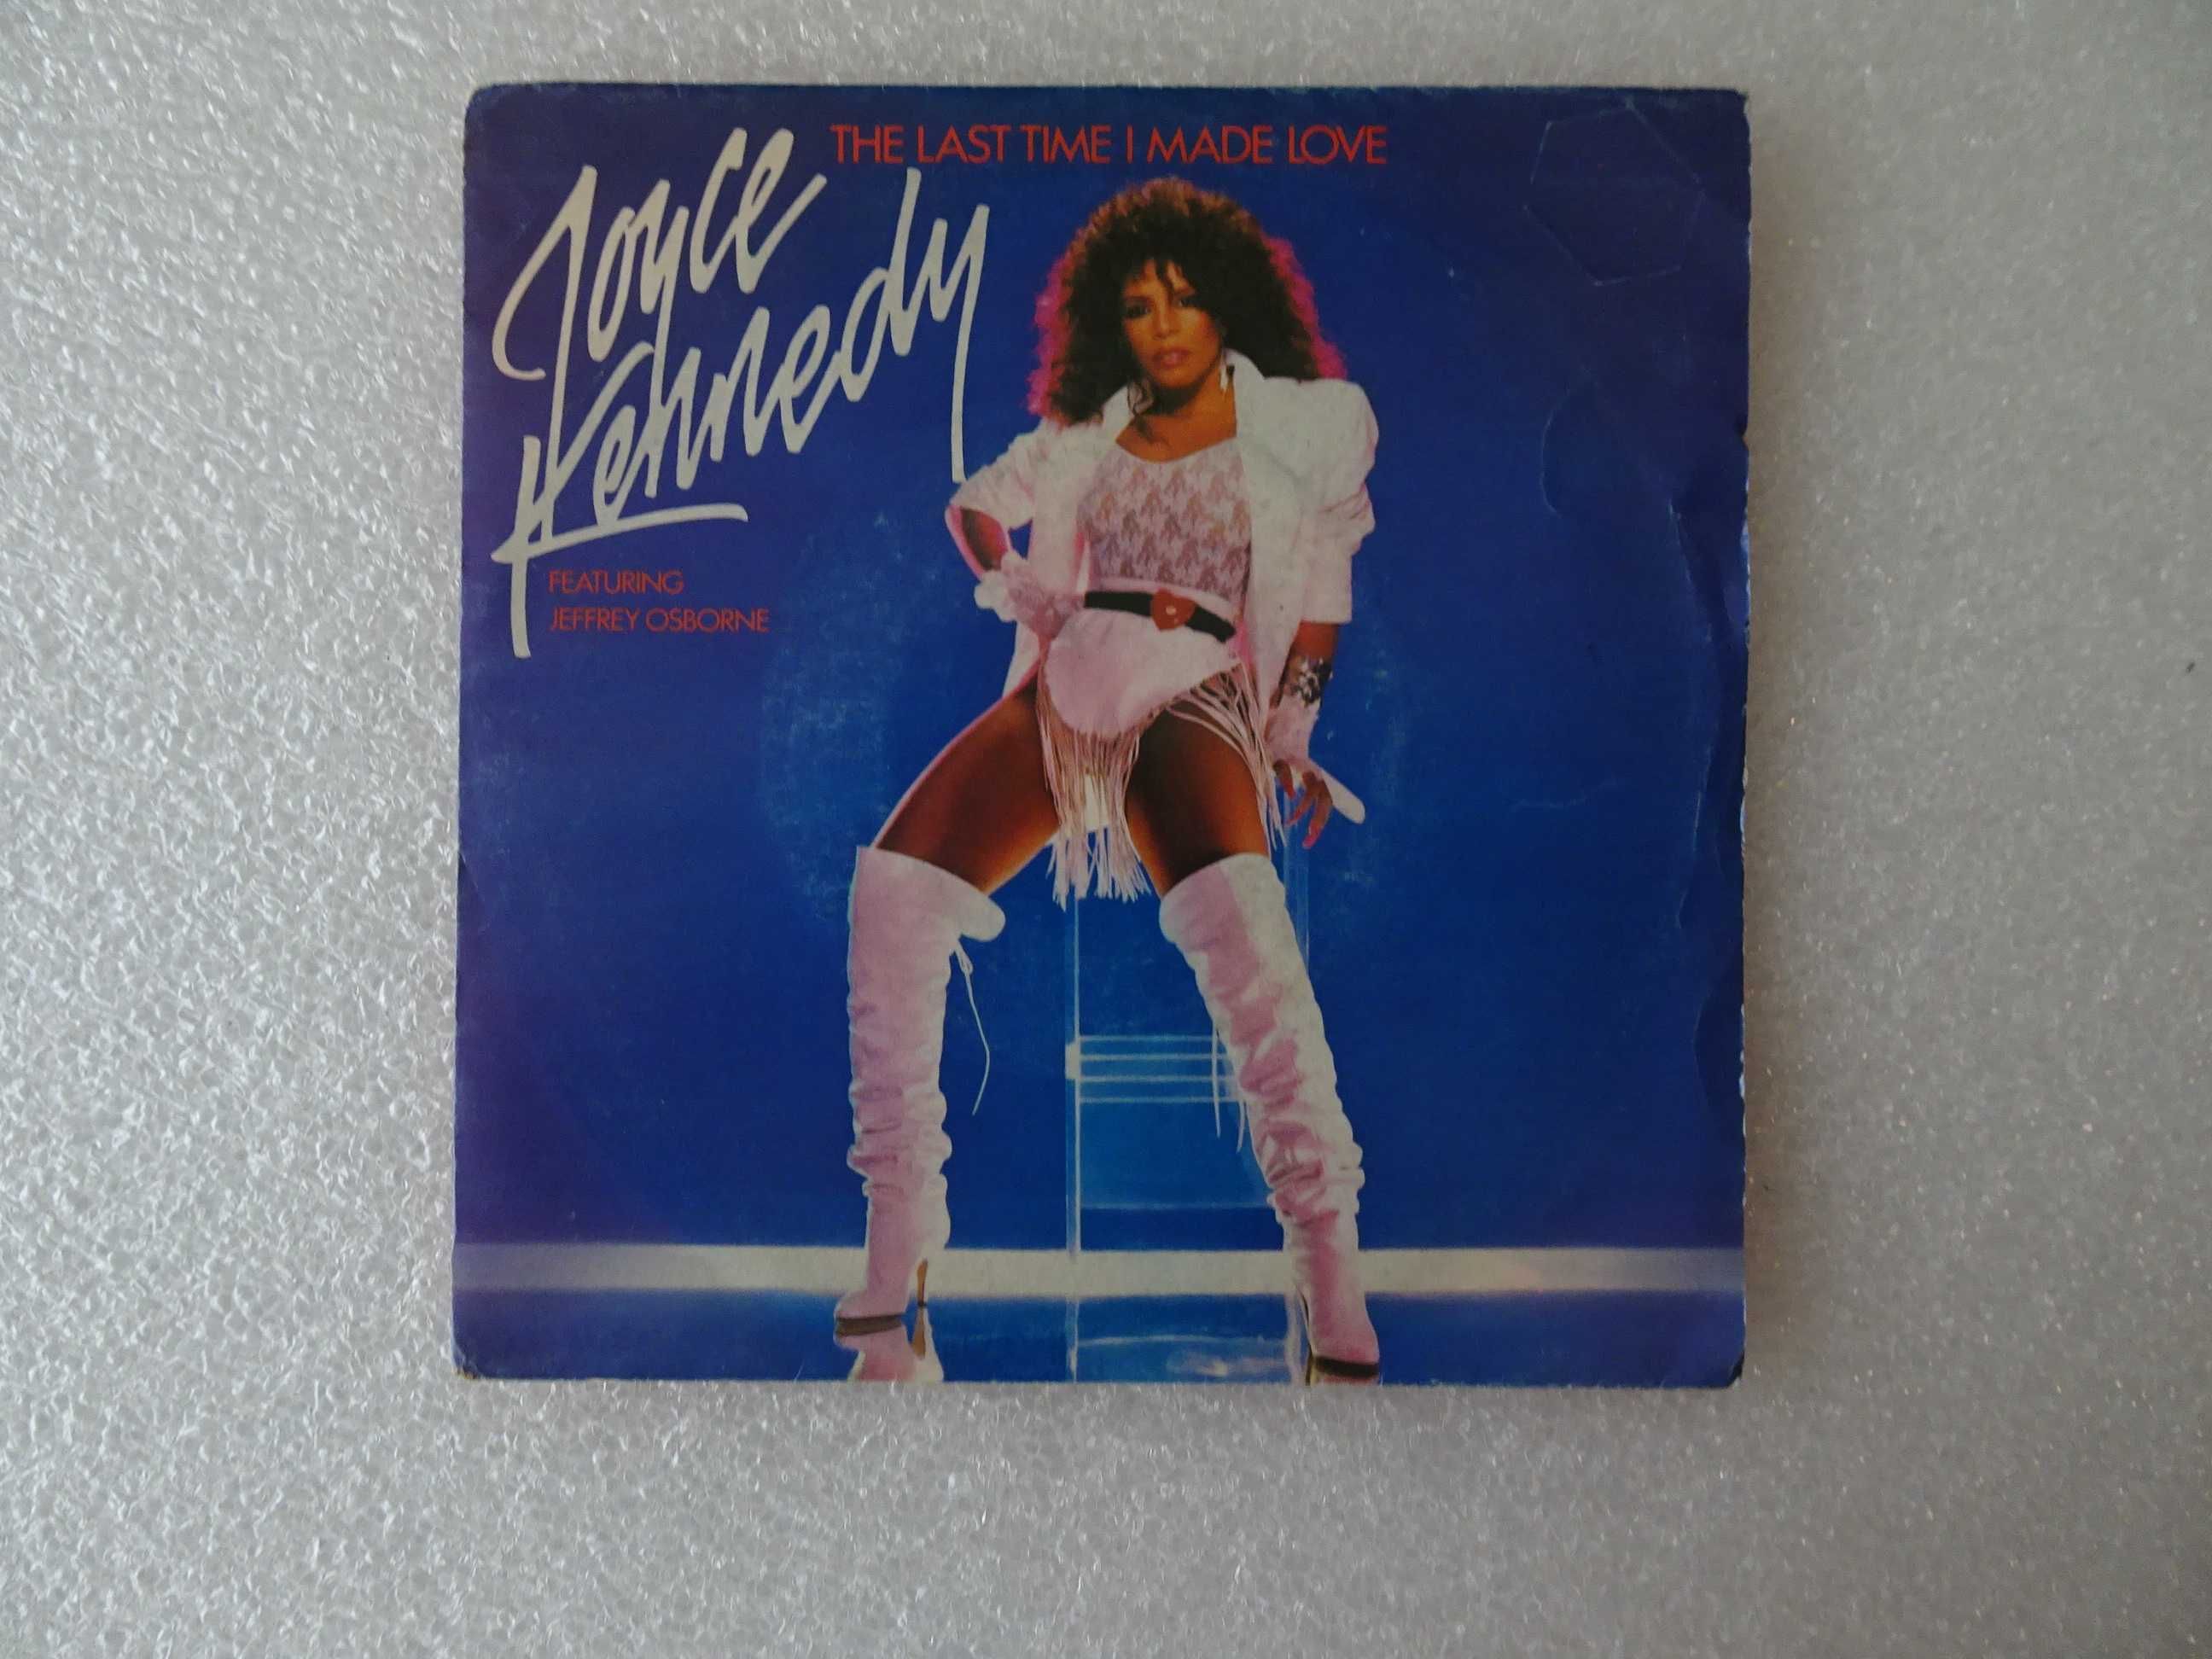 THE LAST TIME I MADE LOVE
Joyce
Kennedy
FEATURING
JEFFREY OSBORNE